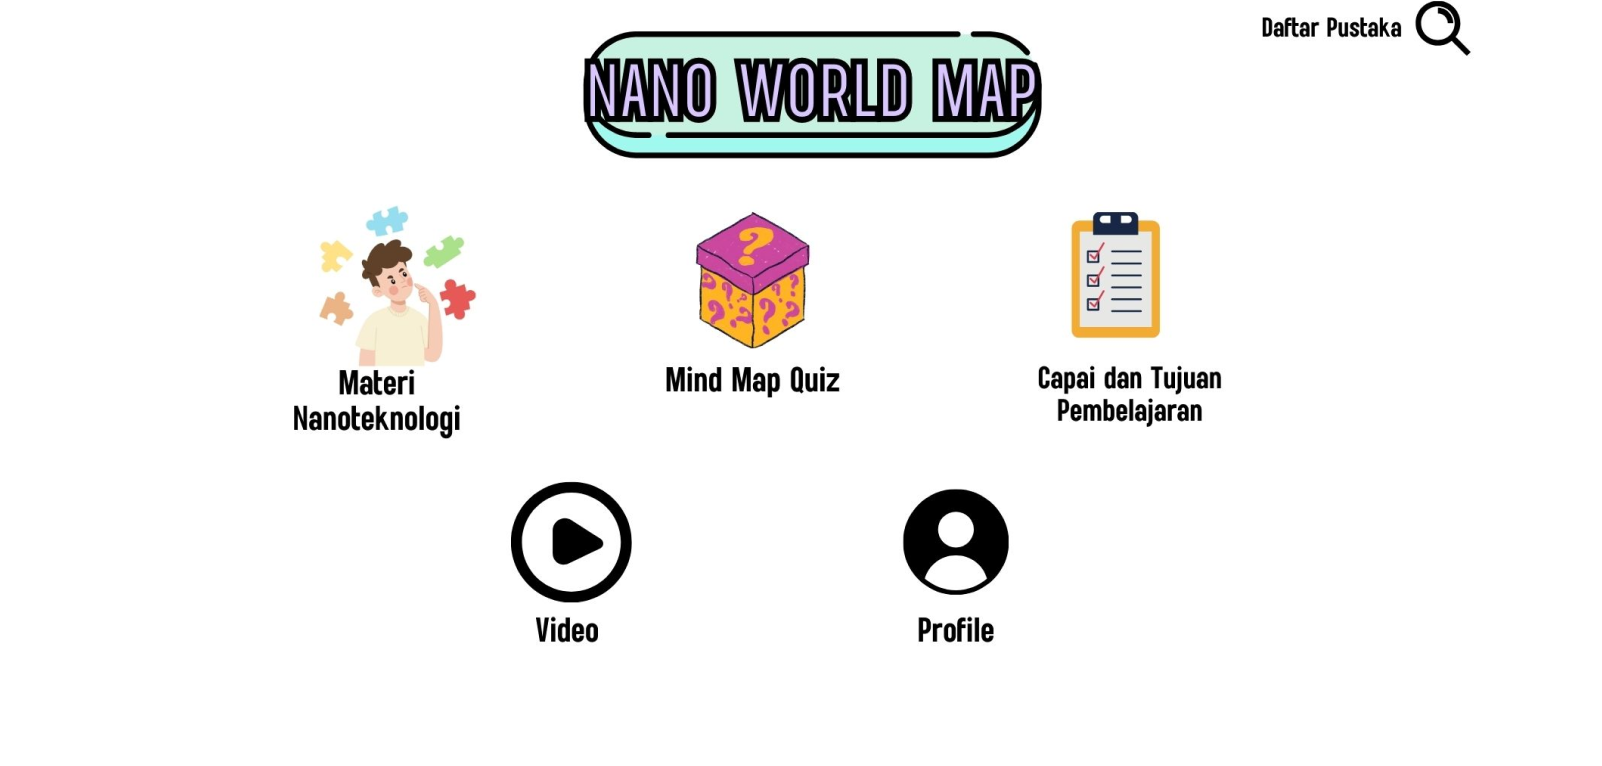 Daftar Pustaka
NANO WORLD MAP
Materi
Nanoteknologi
Mind Map Quiz
Capai dan Tujuan
Pembelajaran
Video
Profile